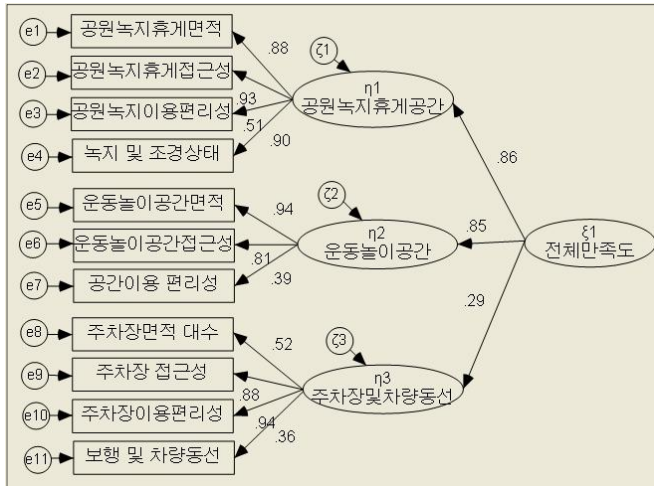 e1
공원녹지휴게면적
e2
공원녹지휴게접근성
e3
공원녹지이용편리성
e4
녹지 및 조경상태
.88
.93
.51
.90
ζ1
η1
공원녹지휴게공간
.86
e5
운동놀이공간면적
e6
운동놀이공간접근성
e7
공간이용 편리성
.94
.81
.39
ζ2
η2
운동놀이공간
.85
ξ1
전체만족도
.29
e8
주차장면적 대수
e9
주차장 접근성
e10
주차장이용편리성
e11
보행 및 차량동선
.52
.88
.94
.36
ζ3
η3
주차장및차량동선